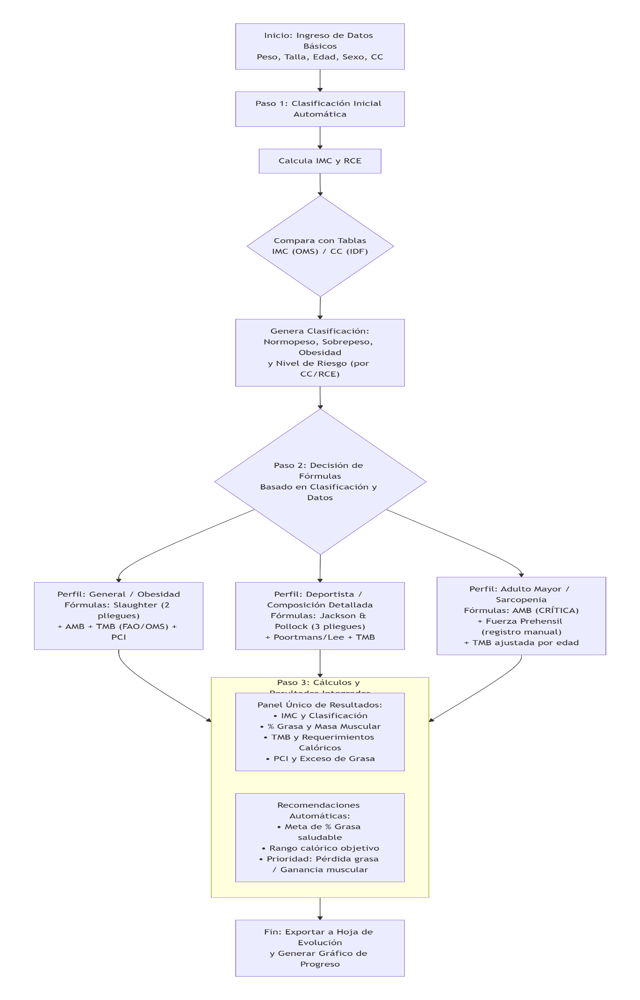 Inicio: Ingreso de Datos
Básicos
Peso, Talla, Edad, Sexo, CC
Paso 1: Clasificación Inicial
Automática
Calcula IMC y RCE
Compara con Tablas
IMC (OMS) / CC (IDF)
Genera Clasificación:
Normopeso, Sobrepeso,
Obesidad
y Nivel de Riesgo (por
CC/RCE)
Paso 2: Decisión de
Fórmulas
Basado en Clasificación y
Datos
Perfil: General / Obesidad
Fórmulas: Slaughter (2
pliegues)
+ AMB + TMB (FAO/OMS) +
PCI
Perfil: Deportista /
Composición Detallada
Fórmulas: Jackson &
Pollock (3 pliegues)
+ Poortmans/Lee + TMB
Perfil: Adulto Mayor /
Sarcopenia
Fórmulas: AMB (CRÍTICA)
+ Fuerza Prehensil
(registro manual)
+ TMB ajustada por edad
Paso 3: Cálculos y
Resultados Integrados
Panel Único de Resultados:
• IMC y Clasificación
• % Grasa y Masa Muscular
• TMB y Requerimientos
Calóricos
• PCI y Exceso de Grasa
Recomendaciones
Automáticas:
• Meta de % Grasa
saludable
• Rango calórico objetivo
• Prioridad: Pérdida grasa
/ Ganancia muscular
Fin: Exportar a Hoja de
Evolución
y Generar Gráfico de
Progreso